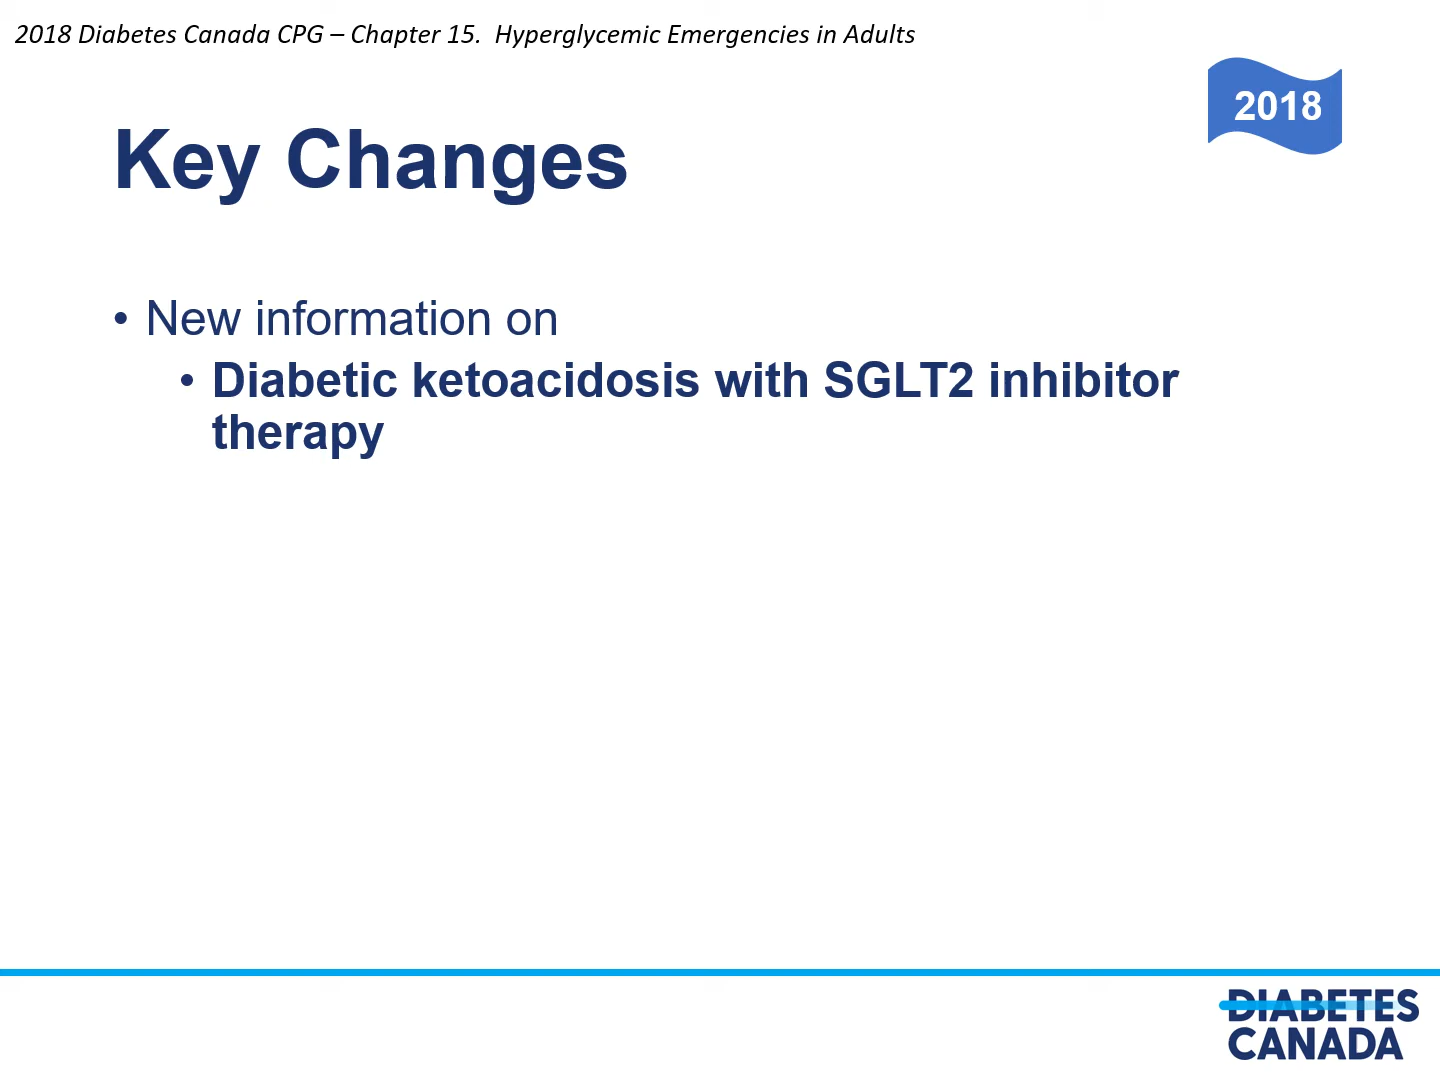 2018 Diabetes Canada CPG – Chapter 15.  Hyperglycemic Emergencies in Adults
2018
Key Changes
• New information on
• Diabetic ketoacidosis with SGLT2 inhibitor
therapy
DIABETES
CANADA